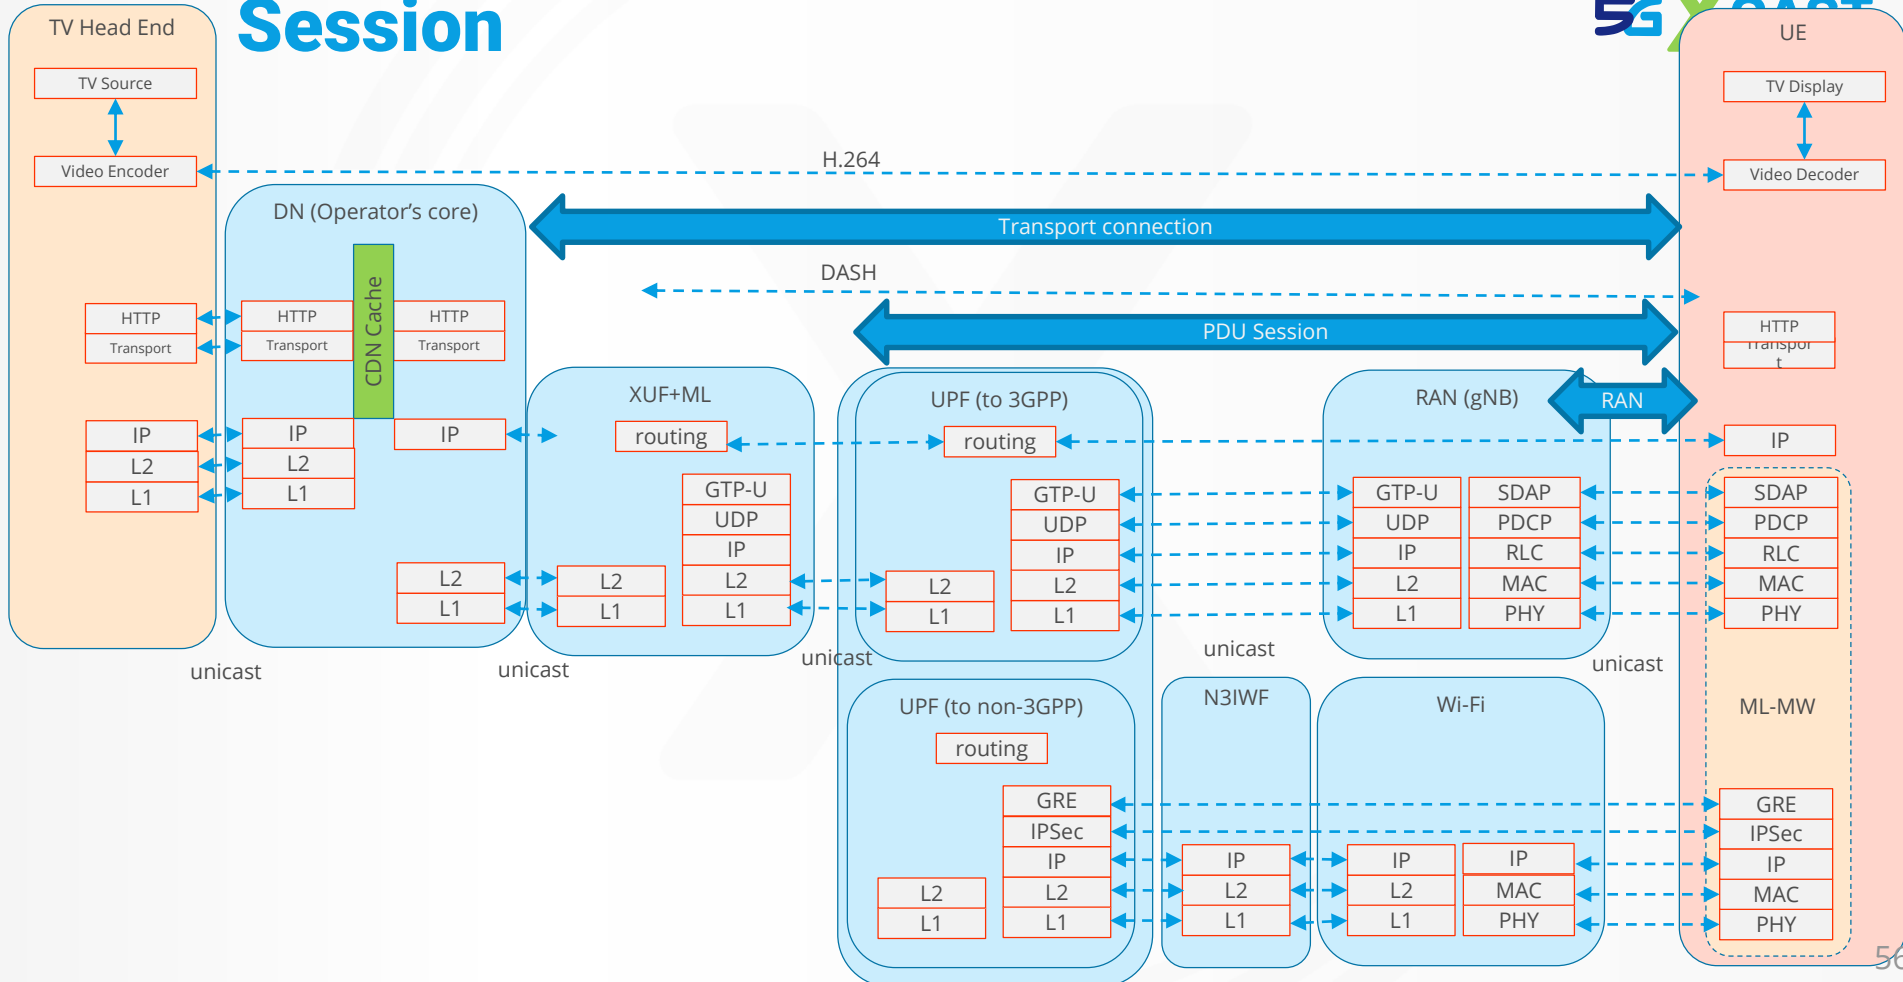 Session
5G XCAST
TV Head End
TV Source
Video Encoder
HTTP
Transport
IP
L2
L1
DN (Operator's core)
HTTP
Transport
CDN Cache
HTTP
Transport
IP
L2
L1
IP
L2
L1
XUF+ML
routing
GTP-U
UDP
IP
L2
L1
L2
L1
H.264
Transport connection
DASH
PDU Session
UPF (to 3GPP)
routing
GTP-U
UDP
IP
L2
L1
L2
L1
UPF (to non-3GPP)
routing
GRE
IPSec
IP
L2
L1
L2
L1
N3IWF
IP
L2
L1
RAN (gNB)
RAN
GTP-U
UDP
IP
L2
L1
SDAP
PDCP
RLC
MAC
PHY
Wi-Fi
IP
L2
L1
IP
MAC
PHY
UE
TV Display
Video Decoder
HTTP
Transpor
t
IP
SDAP
PDCP
RLC
MAC
PHY
ML-MW
GRE
IPSec
IP
MAC
PHY
unicast
unicast
unicast
unicast
unicast
56